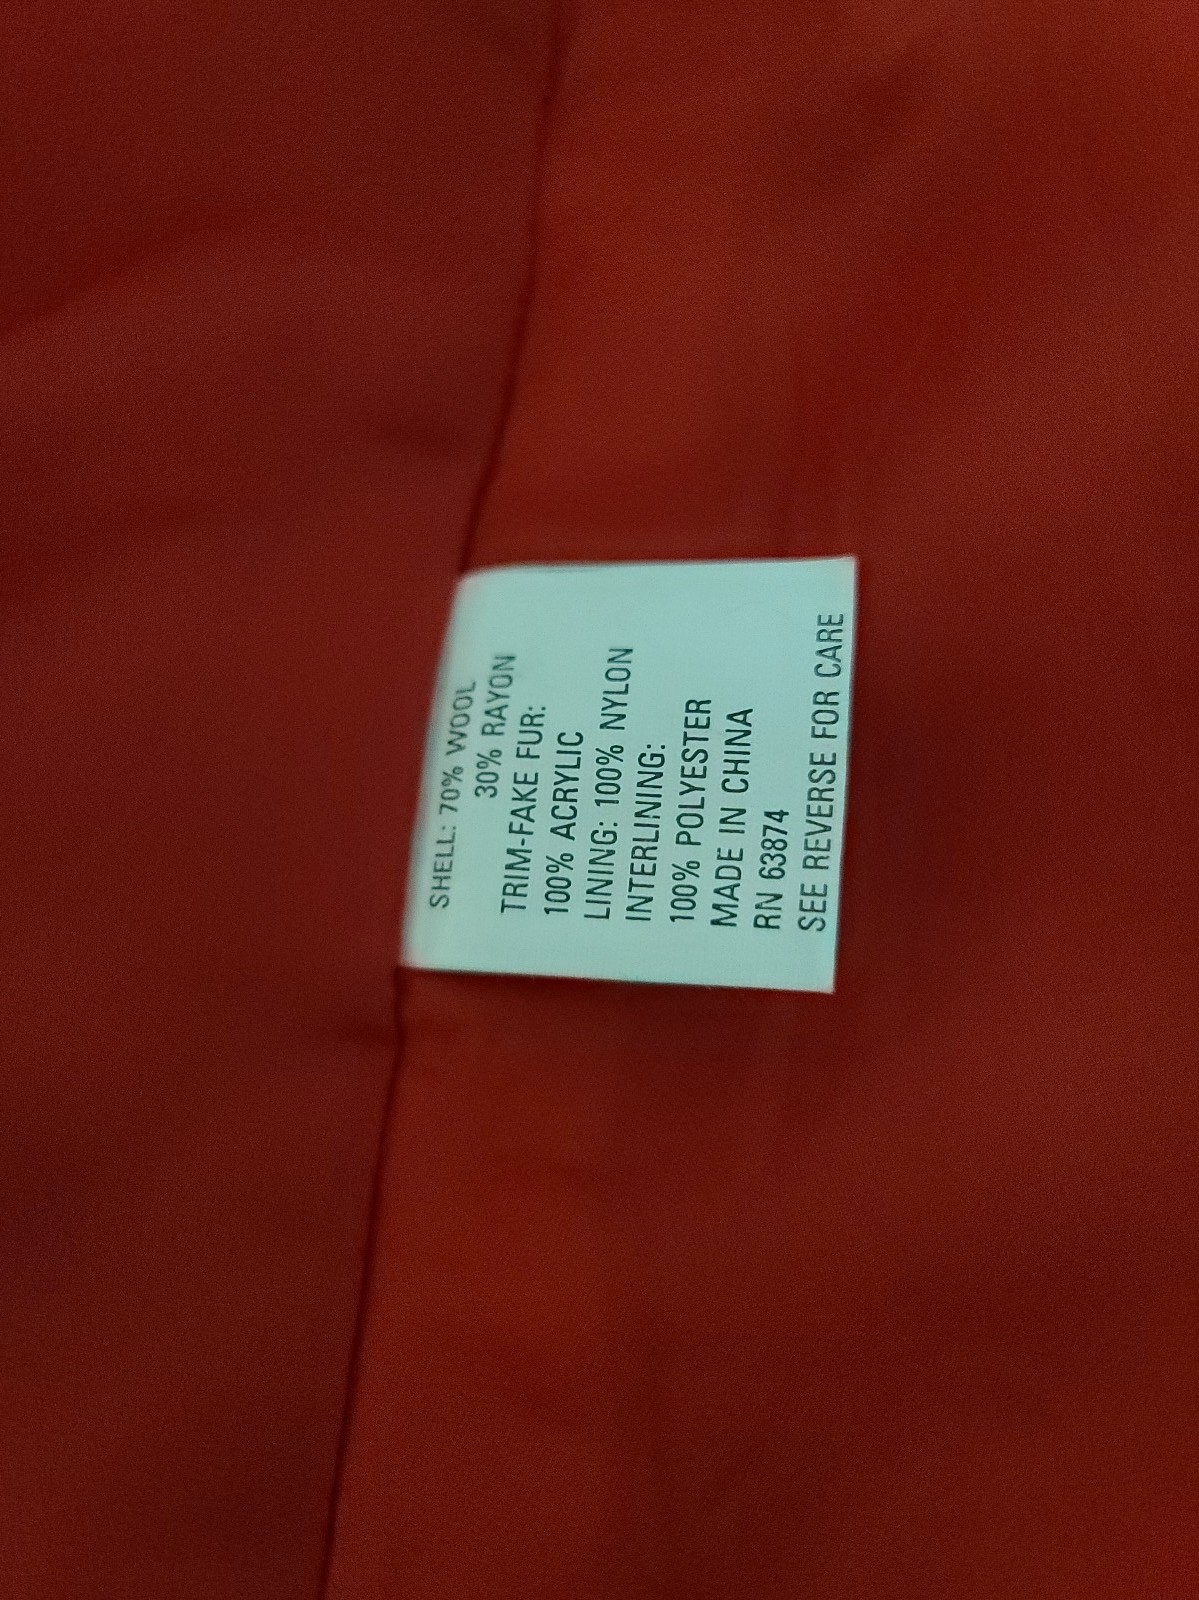 SHELL: 70% WOOL
30% RAYON
TRIM-FAKE FUR:
100% ACRYLIC
LINING: 100% NYLON
INTERLINING:
100% POLYESTER
MADE IN CHINA
RN 63874
SEE REVERSE FOR CARE